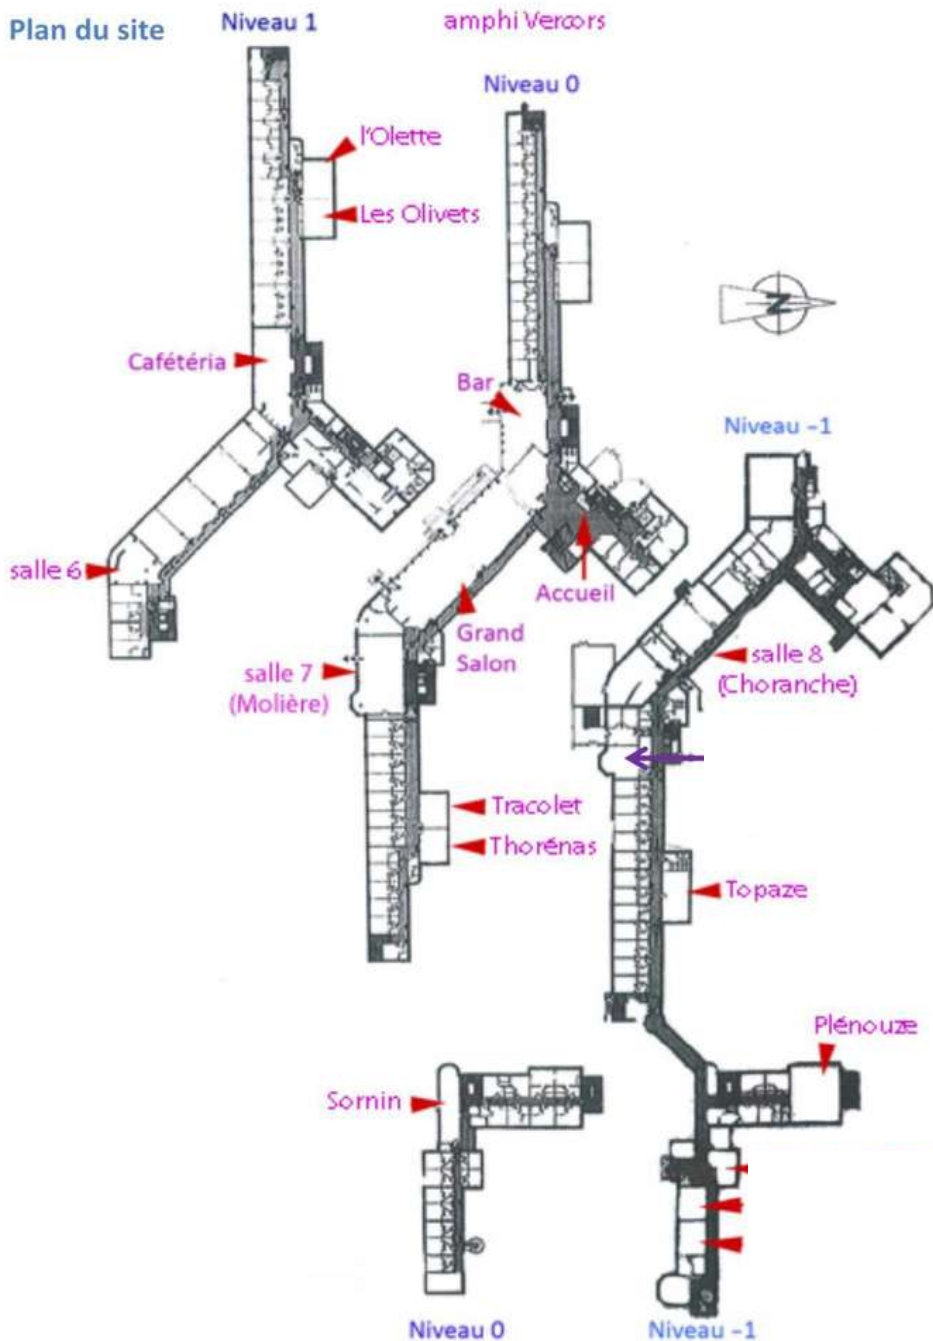 Plan du site
Niveau 1
amphi Vercors
Niveau 0
l'Olette
Les Olivets
N
Cafétéria
Bar
Niveau -1
salle 6
Accueil
Grand
Salon
salle 7
(Molière)
salle 8
(Choranche)
Tracolet
Thorénas
Topaze
Plénouze
Sornin
Niveau 0
Niveau -1